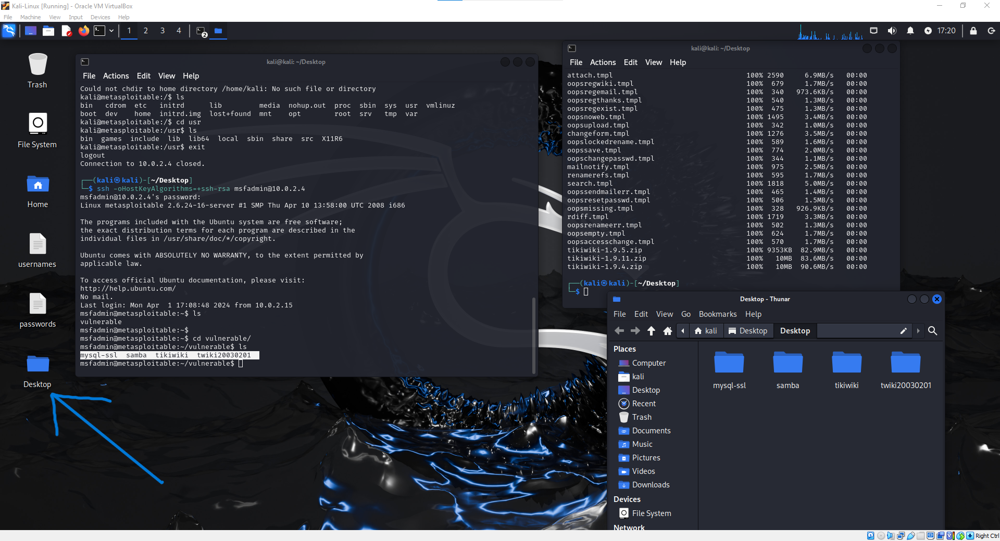 Kali-Linux [Running] - Oracle VM VirtualBox
File Machine View Input Devices Help
1 2 3 4 2 17:20
Trash
File System
Home
usernames
passwords
Desktop
kali@kali: ~/Desktop
File Actions Edit View Help
Could not chdir to home directory /home/kali: No such file or directory
kali@metasploitable:/$ ls
bin cdrom etc initrd lib media nohup.out proc sbin sys usr vmlinuz
boot dev home initrd.img lost+found mnt opt root srv tmp var
kali@metasploitable:/$ cd usr
kali@metasploitable:/usr$ ls
bin games include lib lib64 local sbin share src X11R6
kali@metasploitable:/usr$ exit
logout
Connection to 10.0.2.4 closed.
┌──(kali㉿kali)-[~/Desktop]
└─$ ssh -oHostKeyAlgorithms=+ssh-rsa msfadmin@10.0.2.4
msfadmin@10.0.2.4's password:
Linux metasploitable 2.6.24-16-server #1 SMP Thu Apr 10 13:58:00 UTC 2008 i686
The programs included with the Ubuntu system are free software;
the exact distribution terms for each program are described in the
individual files in /usr/share/doc/*/copyright.
Ubuntu comes with ABSOLUTELY NO WARRANTY, to the extent permitted by
applicable law.
To access official Ubuntu documentation, please visit:
http://help.ubuntu.com/
No mail.
Last login: Mon Apr  1 17:08:48 2024 from 10.0.2.15
msfadmin@metasploitable:~$ ls
vulnerable
msfadmin@metasploitable:~$
msfadmin@metasploitable:~$ cd vulnerable/
msfadmin@metasploitable:~/vulnerable$ ls
mysql-ssl samba tikiwiki twiki20030201
msfadmin@metasploitable:~/vulnerable$
kali@kali: ~/Desktop
File Actions Edit View Help
attach.tmpl 100% 2590 6.9MB/s 00:00
oopsregwiki.tmpl 100% 679 1.7MB/s 00:00
oopsregemail.tmpl 100% 340 973.6KB/s 00:00
oopsregthanks.tmpl 100% 540 1.3MB/s 00:00
oopsregexist.tmpl 100% 475 1.3MB/s 00:00
oopsnoweb.tmpl 100% 1495 3.4MB/s 00:00
oopsupload.tmpl 100% 342 1.0MB/s 00:00
changeform.tmpl 100% 1276 3.5MB/s 00:00
oopslockedrename.tmpl 100% 589 1.6MB/s 00:00
oopssave.tmpl 100% 774 2.0MB/s 00:00
oopschangepasswd.tmpl 100% 344 1.1MB/s 00:00
mailnotify.tmpl 100% 975 2.5MB/s 00:00
renamerefs.tmpl 100% 595 1.7MB/s 00:00
search.tmpl 100% 1818 5.0MB/s 00:00
oopssendmailerr.tmpl 100% 465 1.4MB/s 00:00
oopsresetpasswd.tmpl 100% 506 1.5MB/s 00:00
oopsmissing.tmpl 100% 328 926.9KB/s 00:00
rdiff.tmpl 100% 1719 3.3MB/s 00:00
oopsrenameerr.tmpl 100% 502 1.3MB/s 00:00
oopsempty.tmpl 100% 624 1.7MB/s 00:00
oopsaccesschange.tmpl 100% 570 1.7MB/s 00:00
tikiwiki-1.9.5.zip 100% 9353KB 82.9MB/s 00:00
tikiwiki-1.9.11.zip 100% 10MB 83.6MB/s 00:00
tikiwiki-1.9.4.zip 100% 10MB 90.6MB/s 00:00
┌──(kali㉿kali)-[~/Desktop]
└─$
Desktop - Thunar
File Edit View Go Bookmarks Help
kali Desktop Desktop
Places
Computer
kali
Desktop
Recent
Trash
Documents
Music
Pictures
Videos
Downloads
Devices
File System
Network
mysql-ssl samba tikiwiki twiki20030201
Right Ctrl